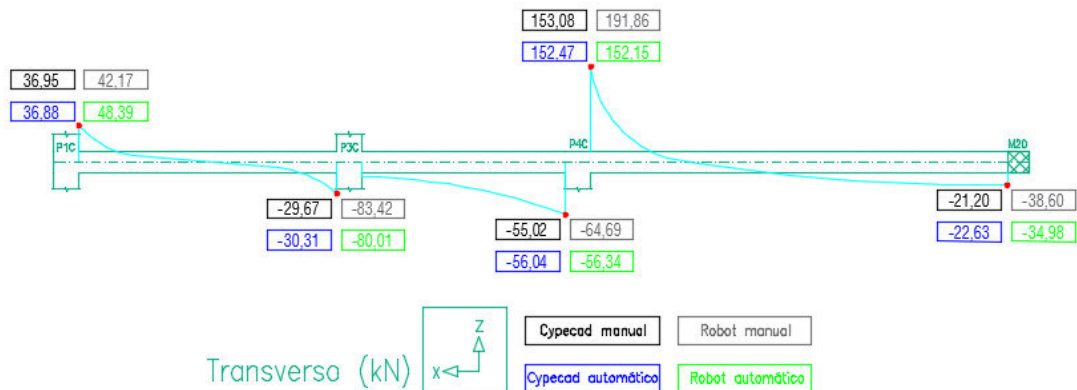 153,08 191,86
152,47 152,15
36,95 42,17
36,88 48,39
P1C P3C P4C M2D
-29,67 -83,42
-30,31 -80,01
-55,02 -64,69
-56,04 -56,34
-21,20 -38,60
-22,63 -34,98
Transversa (kN)
Z
X
Cypecad manual Robot manual
Cypecad automático Robot automático